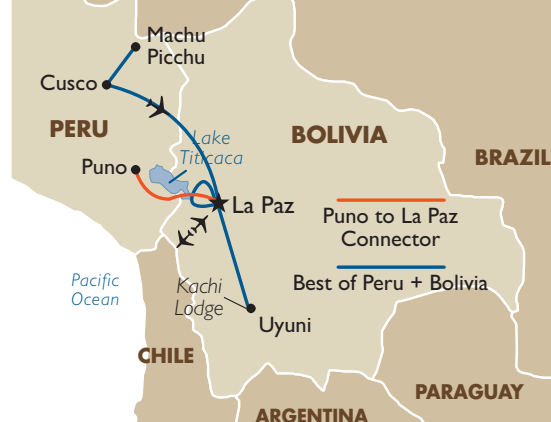 Machu
Picchu
Cusco
PERU
Lake
Titicaca
BOLIVIA
BRAZIL
Puno
La Paz
Puno to La Paz
Connector
Pacific
Ocean
Kachi
Lodge
Best of Peru + Bolivia
Uyuni
CHILE
PARAGUAY
ARGENTINA